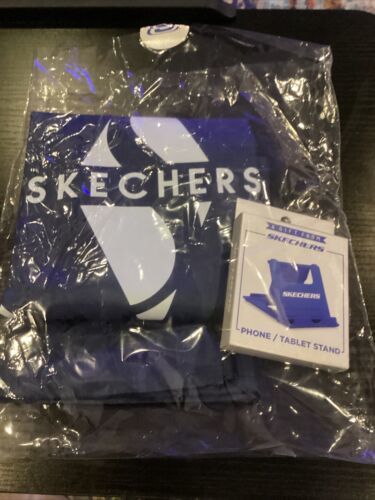 SKECHERS
A GIFT FROM
SKECHERS
SKECHERS
PHONE / TABLET STAND